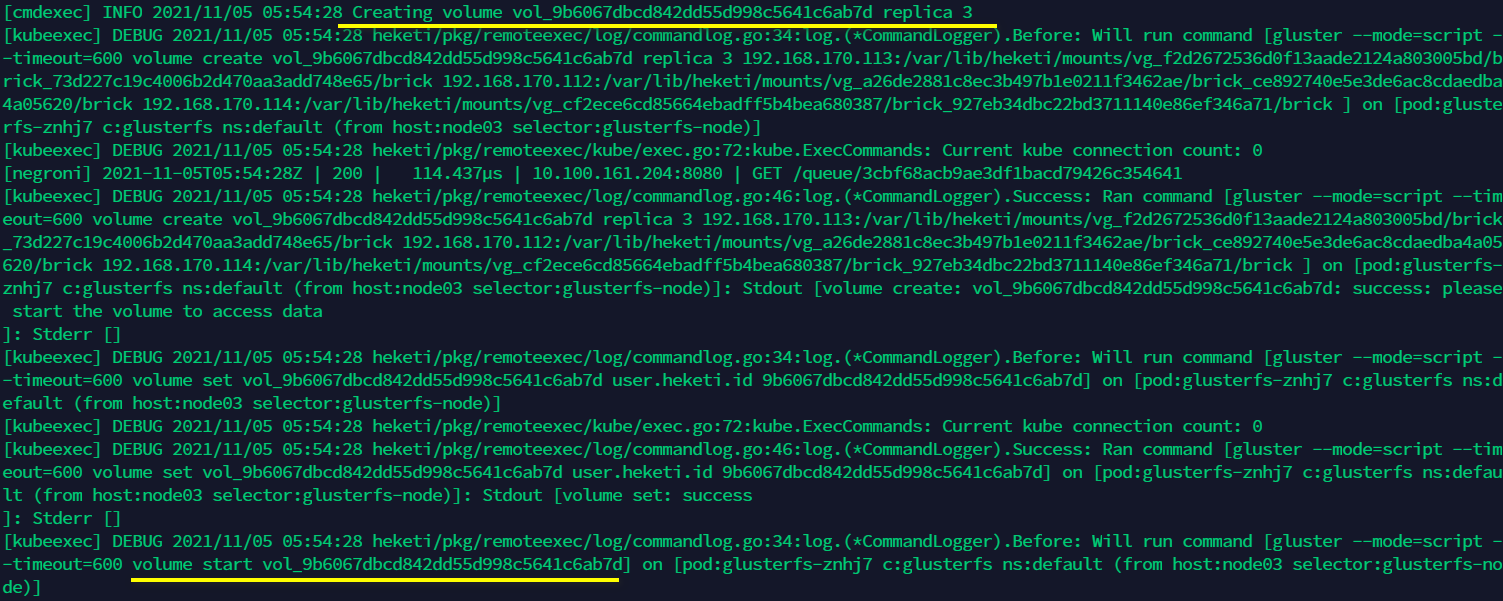 [cmdexec] INFO 2021/11/05 05:54:28 Creating volume vol_9b6067dbcd842dd55d998c5641c6ab7d replica 3
[kubeexec] DEBUG 2021/11/05 05:54:28 heketi/pkg/remoteexec/log/commandlog.go:34:log.(*CommandLogger).Before: Will run command [gluster --mode=script -
-timeout=600 volume create vol_9b6067dbcd842dd55d998c5641c6ab7d replica 3 192.168.170.113:/var/lib/heketi/mounts/vg_f2d2672536d0f13aade2124a803005bd/b
rick_73d227c19c4006b2d470aa3add748e65/brick 192.168.170.112:/var/lib/heketi/mounts/vg_a26de2881c8ec3b497b1e0211f3462ae/brick_ce892740e5e3de6ac8cdaedba
4a05620/brick 192.168.170.114:/var/lib/heketi/mounts/vg_cf2ece6cd85664ebadff5b4bea680387/brick_927eb34dbc22bd3711140e86ef346a71/brick ] on [pod:gluste
rfs-znhj7 c:glusterfs ns:default (from host:node03 selector:glusterfs-node)]
[kubeexec] DEBUG 2021/11/05 05:54:28 heketi/pkg/remoteexec/kube/exec.go:72:kube.ExecCommands: Current kube connection count: 0
[negroni] 2021-11-05T05:54:28Z | 200 |   114.437µs | 10.100.161.204:8080 | GET /queue/3cbf68acb9ae3df1bacd79426c354641
[kubeexec] DEBUG 2021/11/05 05:54:28 heketi/pkg/remoteexec/log/commandlog.go:46:log.(*CommandLogger).Success: Ran command [gluster --mode=script --tim
eout=600 volume create vol_9b6067dbcd842dd55d998c5641c6ab7d replica 3 192.168.170.113:/var/lib/heketi/mounts/vg_f2d2672536d0f13aade2124a803005bd/brick
_73d227c19c4006b2d470aa3add748e65/brick 192.168.170.112:/var/lib/heketi/mounts/vg_a26de2881c8ec3b497b1e0211f3462ae/brick_ce892740e5e3de6ac8cdaedba4a05
620/brick 192.168.170.114:/var/lib/heketi/mounts/vg_cf2ece6cd85664ebadff5b4bea680387/brick_927eb34dbc22bd3711140e86ef346a71/brick ] on [pod:glusterfs-
znhj7 c:glusterfs ns:default (from host:node03 selector:glusterfs-node)]: Stdout [volume create: vol_9b6067dbcd842dd55d998c5641c6ab7d: success: please
 start the volume to access data
]: Stderr []
[kubeexec] DEBUG 2021/11/05 05:54:28 heketi/pkg/remoteexec/log/commandlog.go:34:log.(*CommandLogger).Before: Will run command [gluster --mode=script -
-timeout=600 volume set vol_9b6067dbcd842dd55d998c5641c6ab7d user.heketi.id 9b6067dbcd842dd55d998c5641c6ab7d] on [pod:glusterfs-znhj7 c:glusterfs ns:d
efault (from host:node03 selector:glusterfs-node)]
[kubeexec] DEBUG 2021/11/05 05:54:28 heketi/pkg/remoteexec/kube/exec.go:72:kube.ExecCommands: Current kube connection count: 0
[kubeexec] DEBUG 2021/11/05 05:54:28 heketi/pkg/remoteexec/log/commandlog.go:46:log.(*CommandLogger).Success: Ran command [gluster --mode=script --tim
eout=600 volume set vol_9b6067dbcd842dd55d998c5641c6ab7d user.heketi.id 9b6067dbcd842dd55d998c5641c6ab7d] on [pod:glusterfs-znhj7 c:glusterfs ns:defau
lt (from host:node03 selector:glusterfs-node)]: Stdout [volume set: success
]: Stderr []
[kubeexec] DEBUG 2021/11/05 05:54:28 heketi/pkg/remoteexec/log/commandlog.go:34:log.(*CommandLogger).Before: Will run command [gluster --mode=script -
-timeout=600 volume start vol_9b6067dbcd842dd55d998c5641c6ab7d] on [pod:glusterfs-znhj7 c:glusterfs ns:default (from host:node03 selector:glusterfs-no
de)]